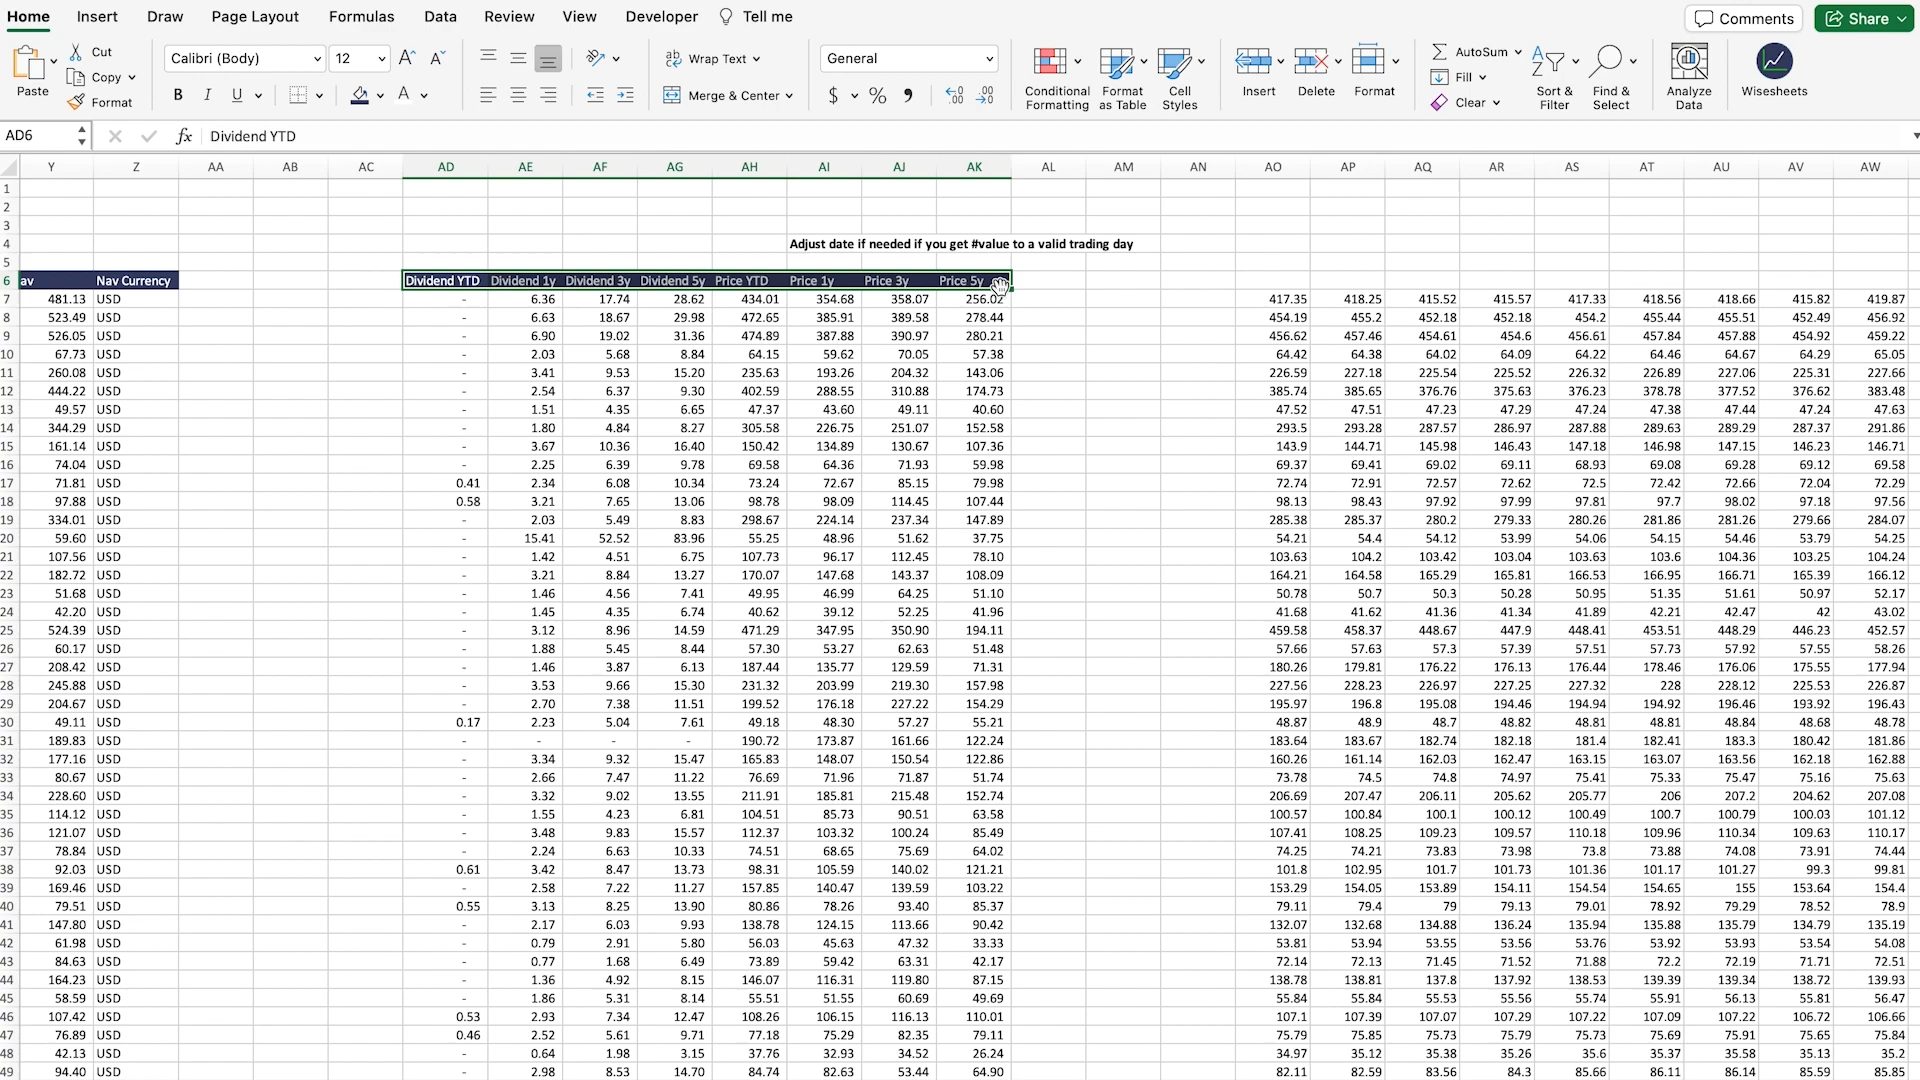 Home Insert Draw Page Layout Formulas Data Review View Developer Tell me Comments Share
Cut Calibri (Body) 12 A^ Aˇ ab Wrap Text General AutoSum
Copy Fill
Paste Format B I U A Merge & Center $ % Conditional Formatting Format as Table Cell Styles Insert Delete Format Clear Sort & Filter Find & Select Analyze Data Wisesheets
AD6 fx Dividend YTD
Y Z AA AB AC AD AE AF AG AH AI AJ AK AL AM AN AO AP AQ AR AS AT AU AV AW
1
2
3
4 Adjust date if needed if you get #value to a valid trading day
5
6 av Nav Currency Dividend YTD Dividend 1y Dividend 3y Dividend 5y Price YTD Price 1y Price 3y Price 5y
7 481.13 USD - 6.36 17.74 28.62 434.01 354.68 358.07 256.02 417.35 418.25 415.52 415.57 417.33 418.56 418.66 415.82 419.87
8 523.49 USD - 6.63 18.67 29.98 472.65 385.91 389.58 278.44 454.19 455.2 452.18 452.18 454.2 455.44 455.51 452.49 456.92
9 526.05 USD - 6.90 19.02 31.36 474.89 387.88 390.97 280.21 456.62 457.46 454.61 454.6 456.61 457.84 457.88 454.92 459.22
10 67.73 USD - 2.03 5.68 8.84 64.15 59.62 70.05 57.38 64.42 64.38 64.02 64.09 64.22 64.46 64.67 64.29 65.05
11 260.08 USD - 3.41 9.53 15.20 235.63 193.26 204.32 143.06 226.59 227.18 225.54 225.52 226.32 226.89 227.06 225.31 227.66
12 444.22 USD - 2.54 6.37 9.30 402.59 288.55 310.88 174.73 385.74 385.65 376.76 375.63 376.23 378.78 377.52 376.62 383.48
13 49.57 USD - 1.51 4.35 6.65 47.37 43.60 49.11 40.60 47.52 47.51 47.23 47.29 47.24 47.38 47.44 47.24 47.63
14 344.29 USD - 1.80 4.84 8.27 305.58 226.75 251.07 152.58 293.5 293.28 287.57 286.97 287.88 289.63 289.29 287.37 291.86
15 161.14 USD - 3.67 10.36 16.40 150.42 134.89 130.67 107.36 143.9 144.71 145.98 146.43 147.18 146.98 147.15 146.23 146.71
16 74.04 USD - 2.25 6.39 9.78 69.58 64.36 71.93 59.98 69.37 69.41 69.02 69.11 68.93 69.08 69.28 69.12 69.58
17 71.81 USD 0.41 2.34 6.08 10.34 73.24 72.67 85.15 79.98 72.74 72.91 72.57 72.62 72.5 72.42 72.66 72.04 72.29
18 97.88 USD 0.58 3.21 7.65 13.06 98.78 98.09 114.45 107.44 98.13 98.43 97.92 97.99 97.81 97.7 98.02 97.18 97.56
19 334.01 USD - 2.03 5.49 8.83 298.67 224.14 237.34 147.89 285.38 285.37 280.2 279.33 280.26 281.86 281.26 279.66 284.07
20 59.60 USD - 15.41 52.52 83.96 55.25 48.96 51.62 37.75 54.21 54.4 54.12 53.99 54.06 54.15 54.46 53.79 54.25
21 107.56 USD - 1.42 4.51 6.75 107.73 96.17 112.45 78.10 103.63 104.2 103.42 103.04 103.63 103.6 104.36 103.25 104.24
22 182.72 USD - 3.21 8.84 13.27 170.07 147.68 143.37 108.09 164.21 164.58 165.29 165.81 166.53 166.95 166.71 165.39 166.12
23 51.68 USD - 1.46 4.56 7.41 49.95 46.99 64.25 51.10 50.78 50.7 50.3 50.28 50.95 51.35 51.61 50.97 52.17
24 42.20 USD - 1.45 4.35 6.74 40.62 39.12 52.25 41.96 41.68 41.62 41.36 41.34 41.89 42.21 42.47 42 43.02
25 524.39 USD - 3.12 8.96 14.59 471.29 347.95 350.90 194.11 459.58 458.37 448.67 447.9 448.41 453.51 448.29 446.23 452.57
26 60.17 USD - 1.88 5.45 8.44 57.30 53.27 62.63 51.48 57.66 57.63 57.3 57.39 57.51 57.73 57.92 57.55 58.26
27 208.42 USD - 1.46 3.87 6.13 187.44 135.77 129.59 71.31 180.26 179.81 176.22 176.13 176.44 178.46 176.06 175.55 177.94
28 245.88 USD - 3.53 9.66 15.30 231.32 203.99 219.30 157.98 227.56 228.23 226.97 227.25 227.32 228 228.12 225.53 226.87
29 204.67 USD - 2.70 7.38 11.51 199.52 176.18 227.22 154.29 195.97 196.8 195.08 194.46 194.94 194.92 196.46 193.92 196.43
30 49.11 USD 0.17 2.23 5.04 7.61 49.18 48.30 57.27 55.21 48.87 48.9 48.7 48.82 48.81 48.81 48.84 48.68 48.78
31 189.83 USD - - - - 190.72 173.87 161.66 122.24 183.64 183.67 182.74 182.18 181.4 182.41 183.3 180.42 181.86
32 177.16 USD - 3.34 9.32 15.47 165.83 148.07 150.54 122.86 160.26 161.14 162.03 162.47 163.15 163.07 163.56 162.18 162.88
33 80.67 USD - 2.66 7.47 11.22 76.69 71.96 71.87 51.74 73.78 74.5 74.8 74.97 75.41 75.33 75.47 75.16 75.63
34 228.60 USD - 3.32 9.02 13.55 211.91 185.81 215.48 152.74 206.69 207.47 206.11 205.62 205.77 206 207.2 204.62 207.08
35 114.12 USD - 1.55 4.23 6.81 104.51 85.73 90.51 63.58 100.57 100.84 100.1 100.12 100.49 100.7 100.79 100.03 101.12
36 121.07 USD - 3.48 9.83 15.57 112.37 103.32 100.24 85.49 107.41 108.25 109.23 109.57 110.18 109.96 110.34 109.63 110.17
37 78.84 USD - 2.24 6.63 10.33 74.51 68.65 75.69 64.02 74.25 74.21 73.83 73.98 73.8 73.88 74.08 73.91 74.44
38 92.03 USD 0.61 3.42 8.47 13.73 98.31 105.59 140.02 121.21 101.8 102.95 101.7 101.73 101.36 101.17 101.27 99.3 99.81
39 169.46 USD - 2.58 7.22 11.27 157.85 140.47 139.59 103.22 153.29 154.05 153.89 154.11 154.54 154.65 155 153.64 154.4
40 79.51 USD 0.55 3.13 8.25 13.90 80.86 78.26 93.40 85.37 79.11 79.4 79 79.13 79.01 78.92 79.29 78.52 78.9
41 147.80 USD - 2.17 6.03 9.93 138.78 124.15 113.66 90.42 132.07 132.68 134.88 136.24 135.94 135.88 135.79 134.79 135.19
42 61.98 USD - 0.79 2.91 5.80 56.03 45.63 47.32 33.33 53.81 53.94 53.55 53.56 53.76 53.92 53.93 53.54 54.08
43 84.63 USD - 0.77 1.68 6.49 73.89 59.42 63.31 42.17 72.14 72.13 71.45 71.52 71.88 72.2 72.19 71.71 72.51
44 164.23 USD - 1.36 4.92 8.15 146.07 116.31 119.80 87.15 138.78 138.81 137.8 137.92 138.53 139.39 139.34 138.72 139.93
45 58.59 USD - 1.86 5.31 8.14 55.51 51.55 60.69 49.69 55.84 55.84 55.53 55.56 55.74 55.91 56.13 55.81 56.47
46 107.42 USD 0.53 2.93 7.34 12.47 108.26 106.15 116.13 110.01 107.1 107.39 107.07 107.29 107.22 107.09 107.22 106.72 106.66
47 76.89 USD 0.46 2.52 5.61 9.71 77.18 75.29 82.35 79.11 75.79 75.85 75.73 75.79 75.73 75.69 75.91 75.65 75.84
48 42.13 USD - 0.64 1.98 3.15 37.76 32.93 34.52 26.24 34.97 35.12 35.38 35.26 35.6 35.37 35.58 35.13 35.2
49 94.40 USD - 2.98 8.53 14.70 84.74 82.63 53.44 64.90 82.11 82.59 83.56 84.3 85.66 86.11 86.14 85.59 85.85